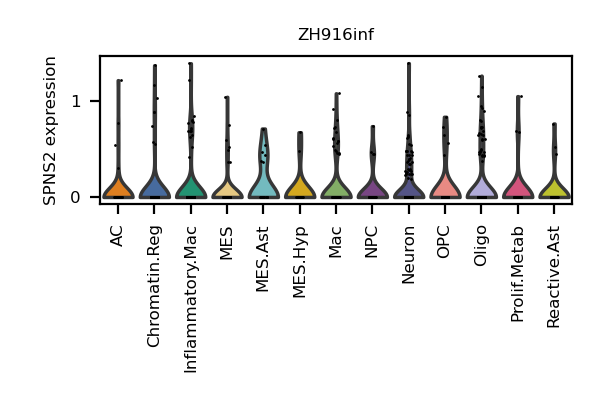 ZH916inf
SPNS2 expression
1
0
AC
Chromatin.Reg
Inflammatory.Mac
MES
MES.Ast
MES.Hyp
Mac
NPC
Neuron
OPC
Oligo
Prolif.Metab
Reactive.Ast